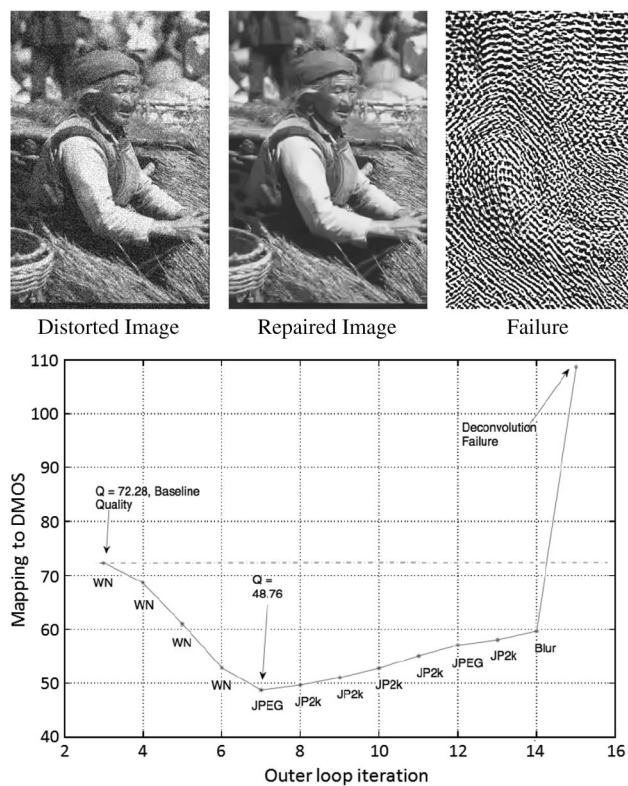 Distorted Image
Repaired Image
Failure
110
100
90
80
70
60
50
40
Mapping to DMOS
Q = 72.28, Baseline
Quality
Q =
48.76
Deconvolution
Failure
WN
WN
WN
WN
JPEG
JP2k
JP2k
JP2k
JP2k
JPEG
JP2k
Blur
2
4
6
8
10
12
14
16
Outer loop iteration